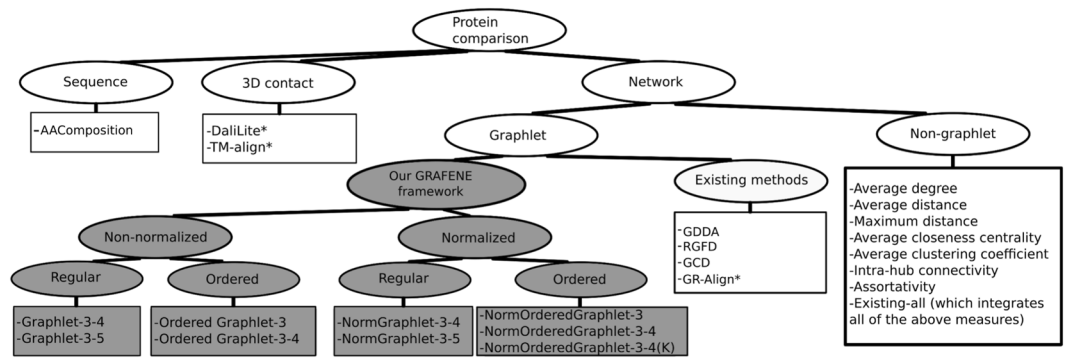 Protein
comparison
Sequence
3D contact
Network
-AAComposition
-DaliLite*
-TM-align*
Graphlet
Non-graphlet
Our GRAFENE
framework
Existing methods
-GDDA
-RGFD
-GCD
-GR-Align*
-Average degree
-Average distance
-Maximum distance
-Average closeness centrality
-Average clustering coefficient
-Intra-hub connectivity
-Assortativity
-Existing-all (which integrates
all of the above measures)
Non-normalized
Normalized
Regular
Ordered
Regular
Ordered
-Graphlet-3-4
-Graphlet-3-5
-Ordered Graphlet-3
-Ordered Graphlet-3-4
-NormGraphlet-3-4
-NormGraphlet-3-5
-NormOrderedGraphlet-3
-NormOrderedGraphlet-3-4
-NormOrderedGraphlet-3-4(K)